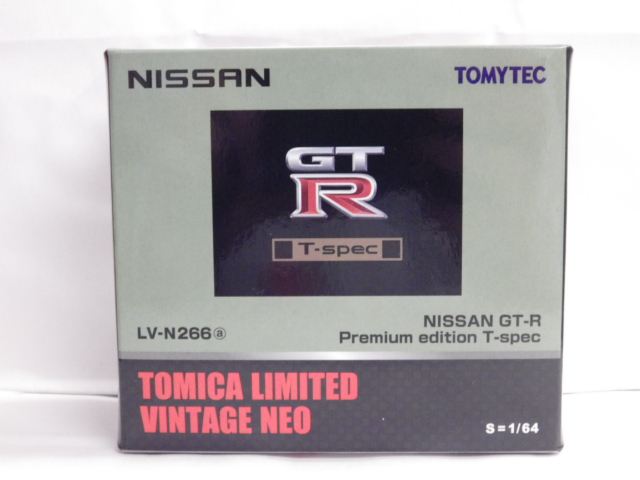 NISSAN
TOMYTEC
GT
R
T-spec
LV-N266ⓐ
NISSAN GT-R
Premium edition T-spec
TOMICA LIMITED
VINTAGE NEO
S=1/64